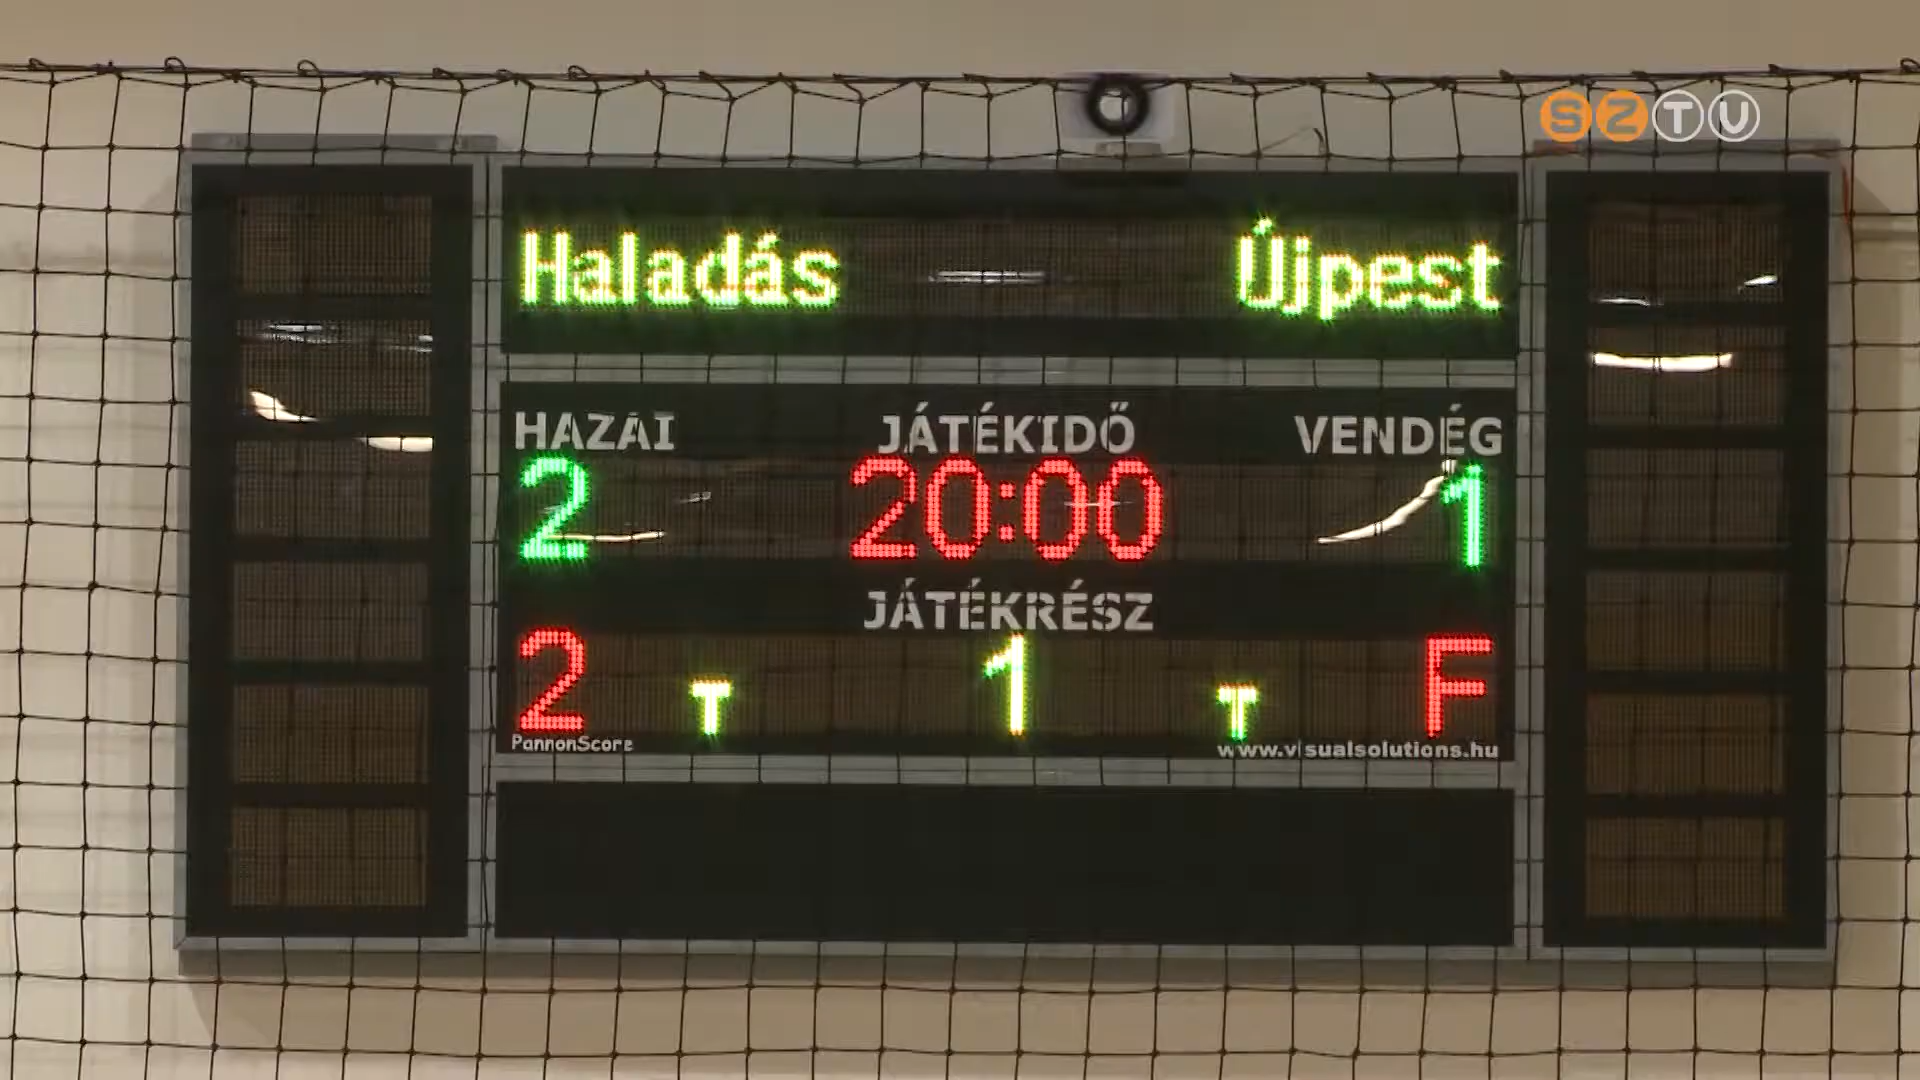 SZTV
Haladás Újpest
HAZAI JÁTÉKIDŐ VENDÉG
2 20:00 1
JÁTÉKRÉSZ
2 T 1 T F
PannonScore www.visualsolutions.hu